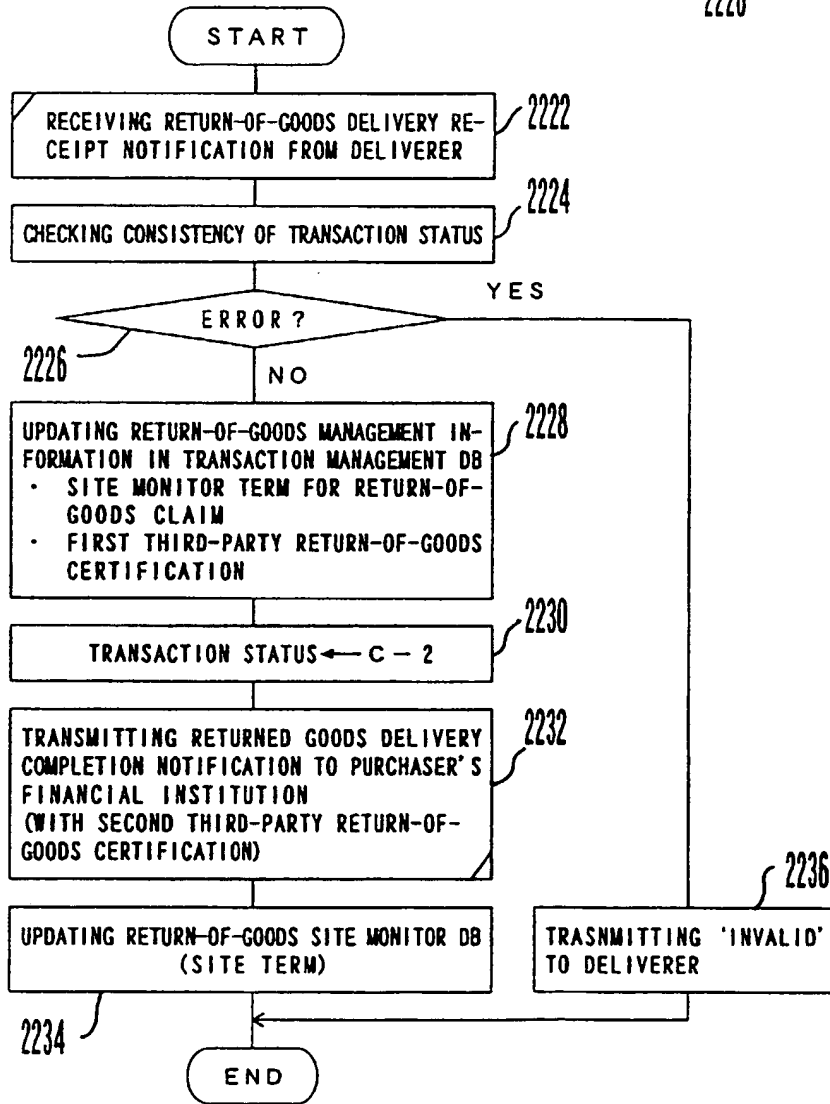 2220
START
RECEIVING RETURN-OF-GOODS DELIVERY RE-
CEIPT NOTIFICATION FROM DELIVERER
2222
CHECKING CONSISTENCY OF TRANSACTION STATUS
2224
ERROR?
YES
2226
NO
UPDATING RETURN-OF-GOODS MANAGEMENT IN-
FORMATION IN TRANSACTION MANAGEMENT DB
· SITE MONITOR TERM FOR RETURN-OF-
GOODS CLAIM
· FIRST THIRD-PARTY RETURN-OF-GOODS
CERTIFICATION
2228
TRANSACTION STATUS ← C - 2
2230
TRANSMITTING RETURNED GOODS DELIVERY
COMPLETION NOTIFICATION TO PURCHASER'S
FINANCIAL INSTITUTION
(WITH SECOND THIRD-PARTY RETURN-OF-
GOODS CERTIFICATION)
2232
UPDATING RETURN-OF-GOODS SITE MONITOR DB
(SITE TERM)
2234
TRASNMITTING 'INVALID'
TO DELIVERER
2236
END